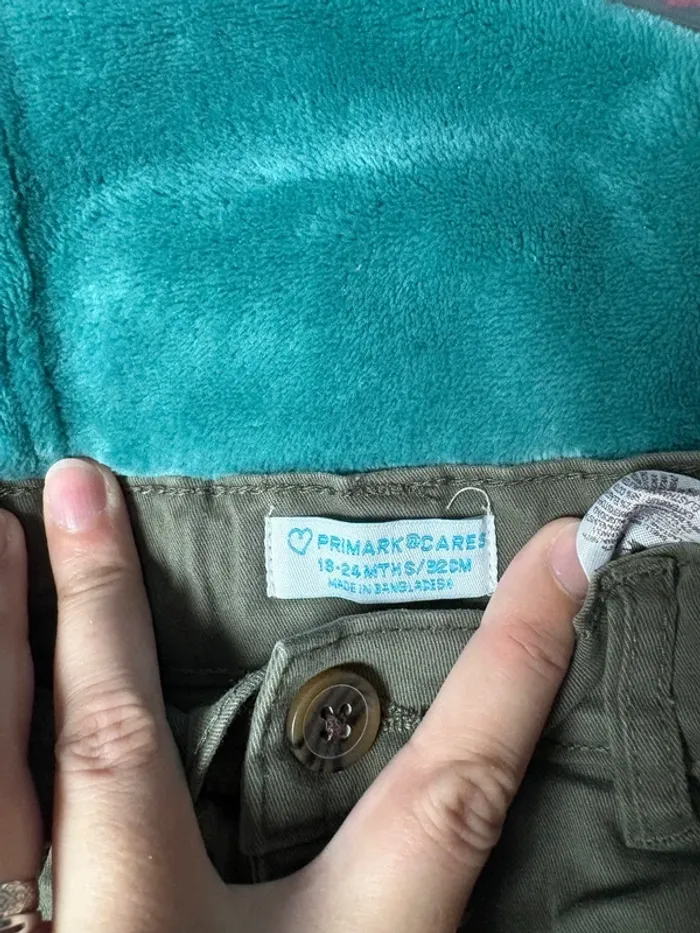 ♡ PRIMARK®CARES
18-24 MTHS/92CM
MADE IN BANGLADESH